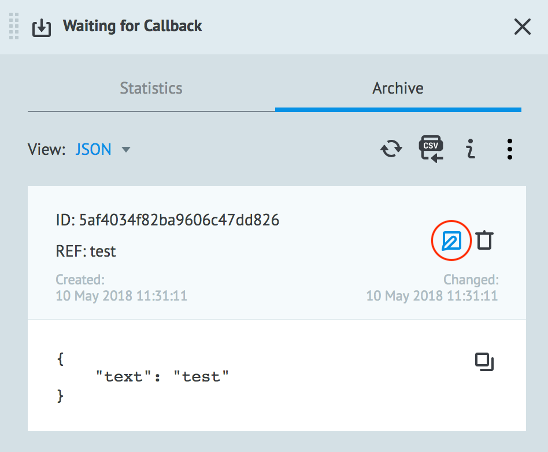 Waiting for Callback
Statistics
Archive
View: JSON
CSV
ID: 5af4034f82ba9606c47dd826
REF: test
Created:
10 May 2018 11:31:11
Changed:
10 May 2018 11:31:11
{
    "text": "test"
}